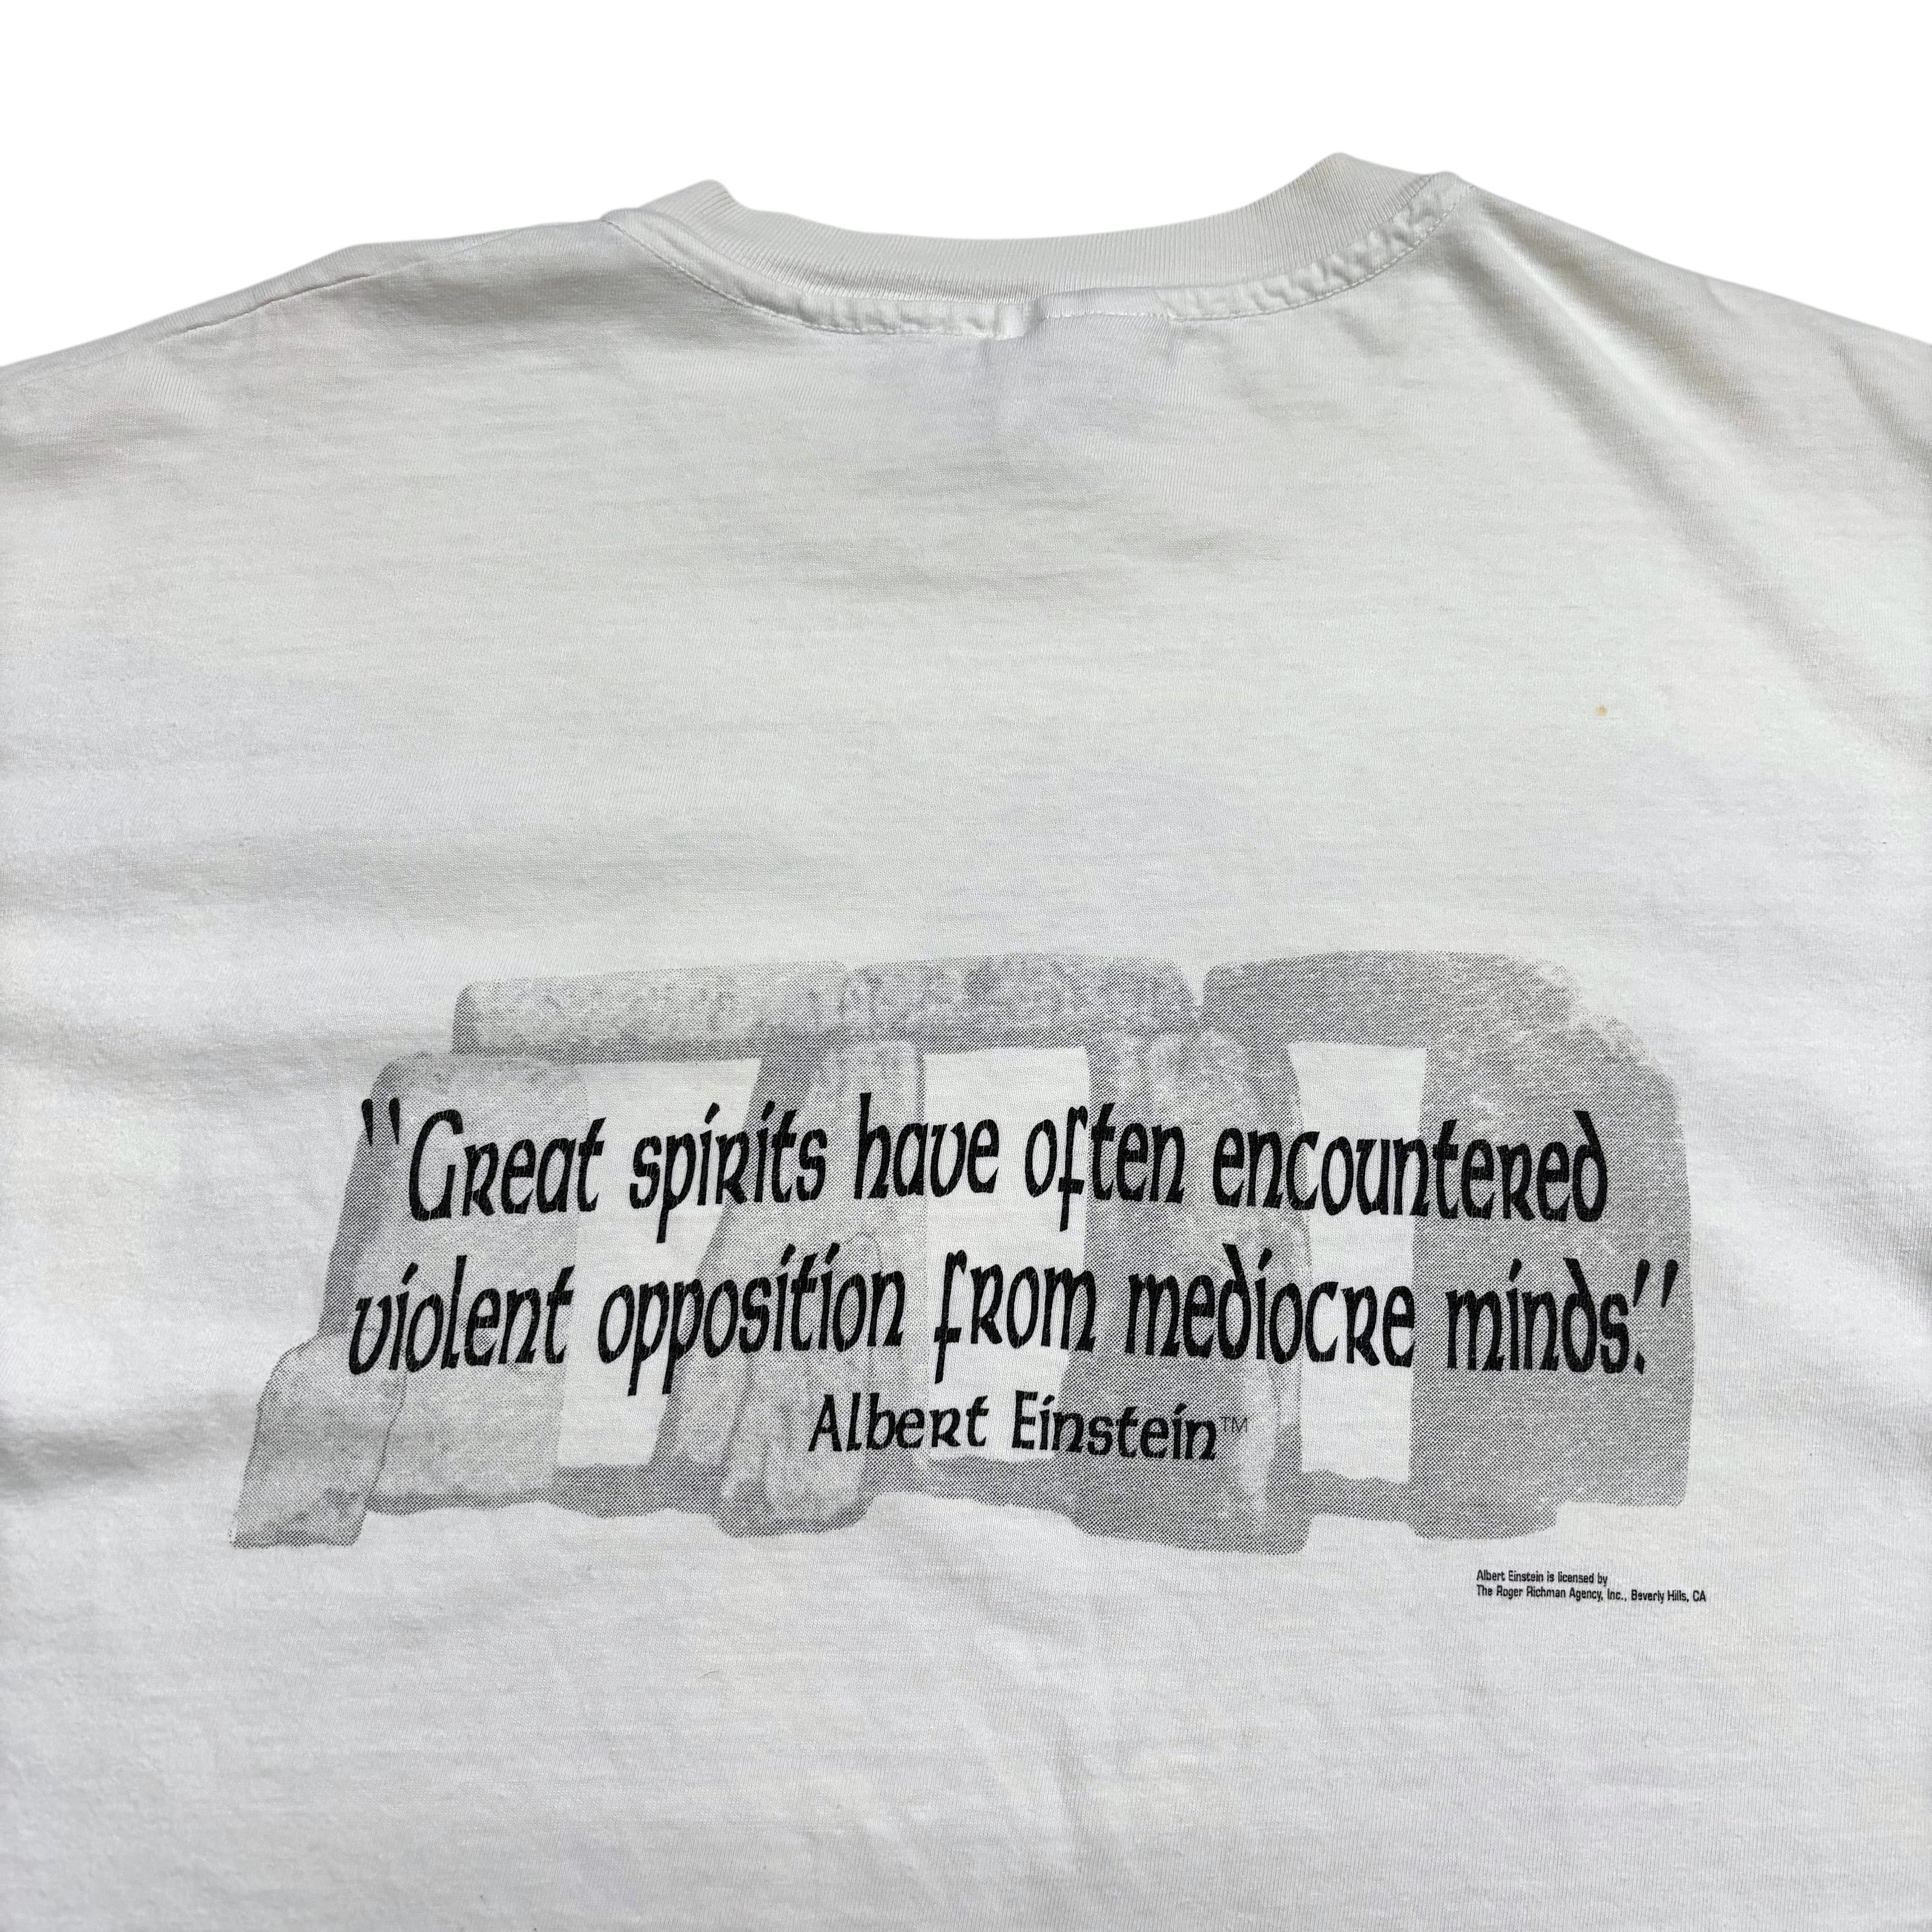 "Great spirits have often encountered
violent opposition from mediocre minds."
Albert Einstein™
Albert Einstein is licensed by
The Roger Richman Agency, Inc., Beverly Hills, CA